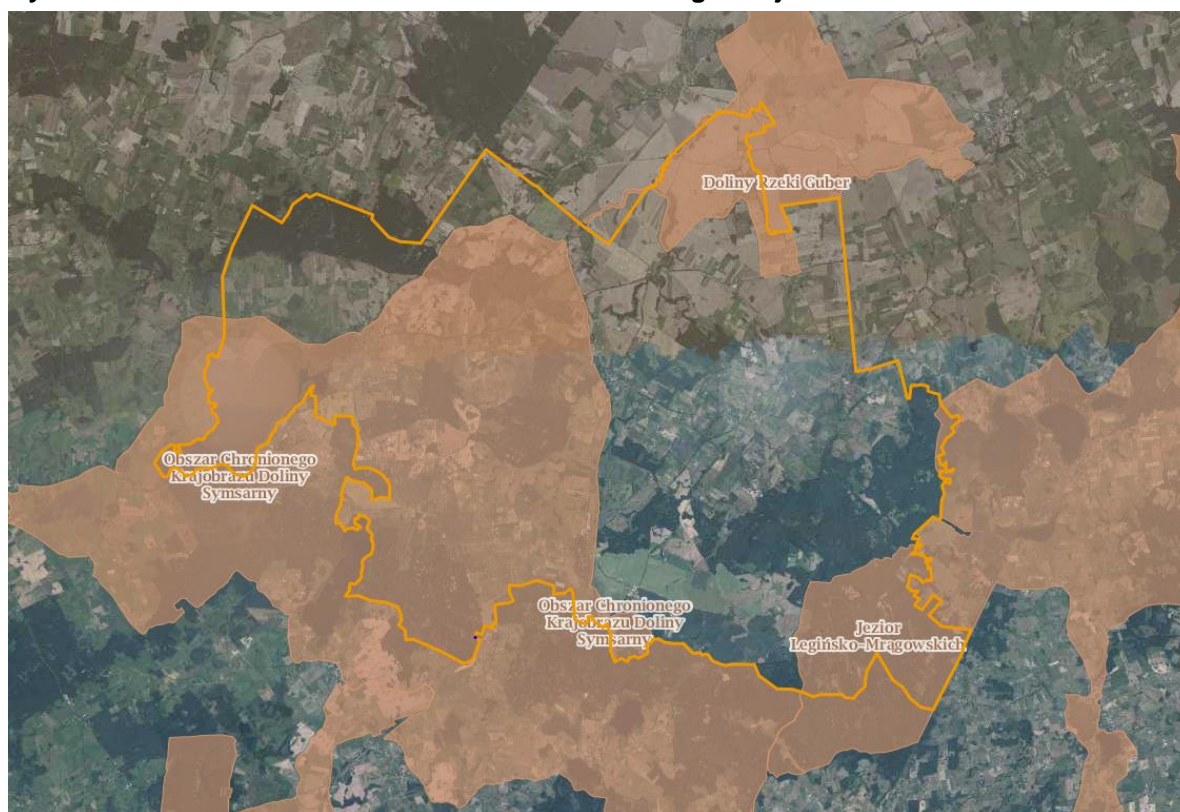 Doliny Rzeki Guber
Obszar Chronionego
Krajobrazu Doliny
Symsarny
Obszar Chronionego
Krajobrazu Doliny
Symsarny
Jezior
Legińsko-Mrągowskich